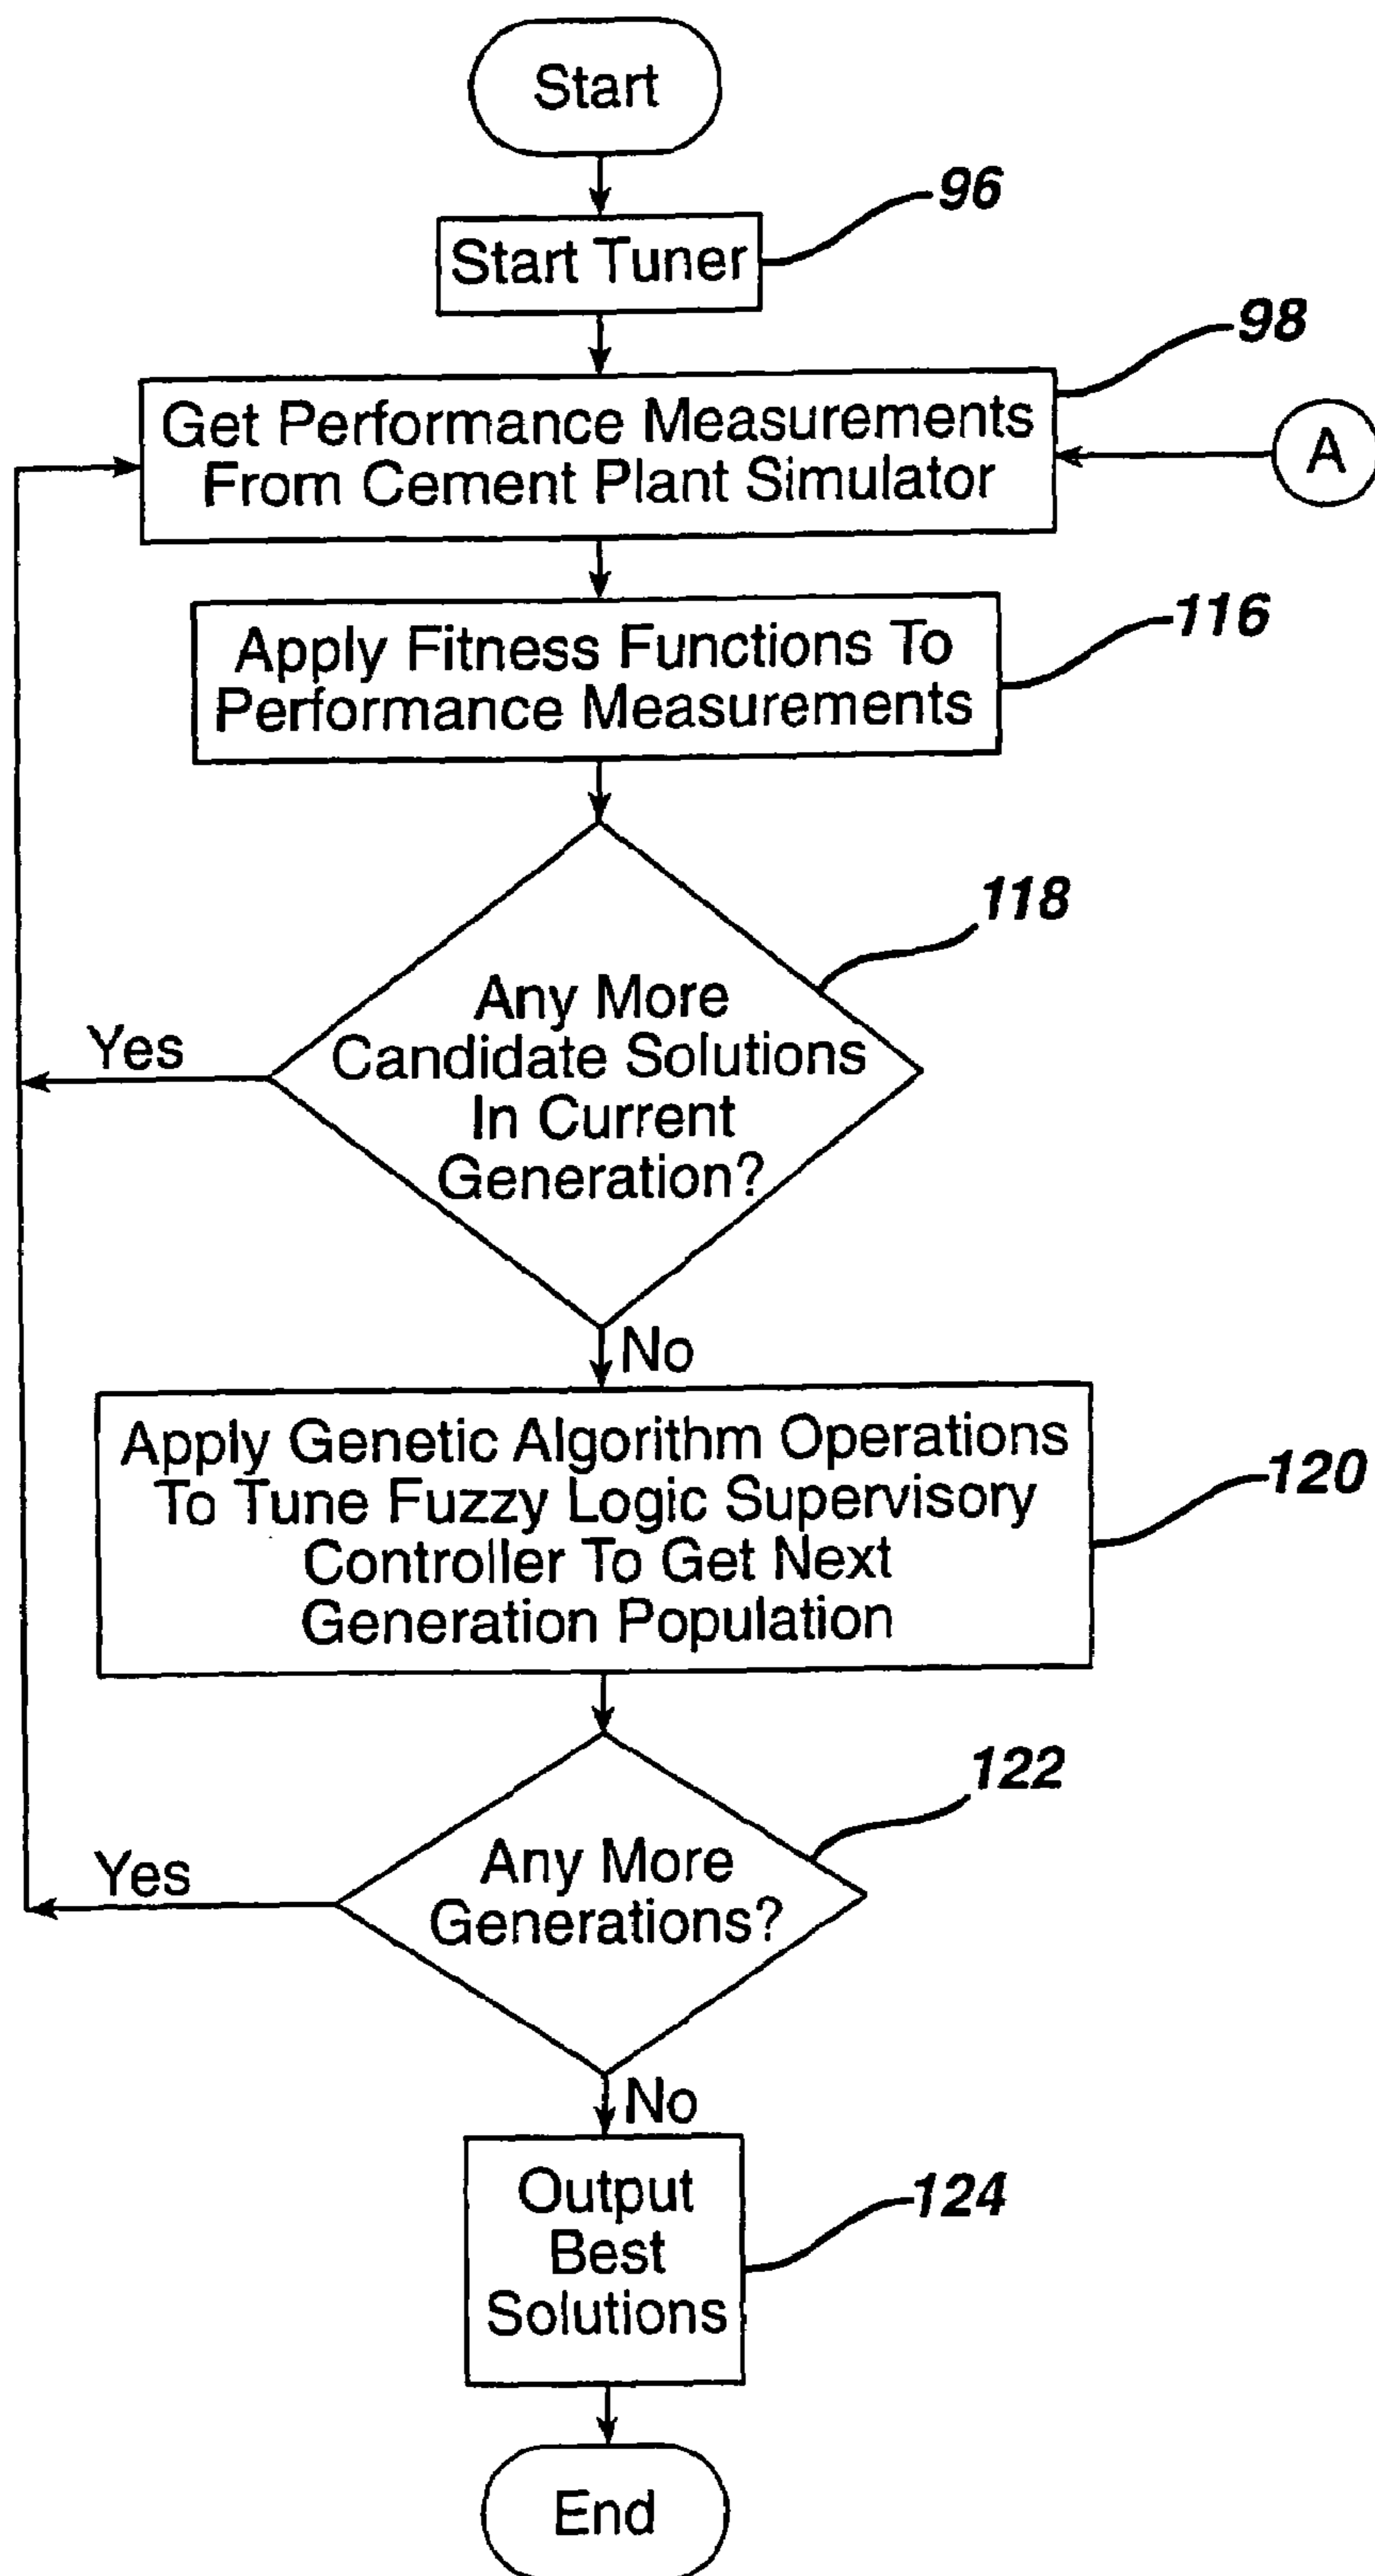 Start
96
Start Tuner
98
Get Performance Measurements
From Cement Plant Simulator
A
116
Apply Fitness Functions To
Performance Measurements
118
Any More
Candidate Solutions
In Current
Generation?
Yes
No
120
Apply Genetic Algorithm Operations
To Tune Fuzzy Logic Supervisory
Controller To Get Next
Generation Population
122
Any More
Generations?
Yes
No
124
Output
Best
Solutions
End